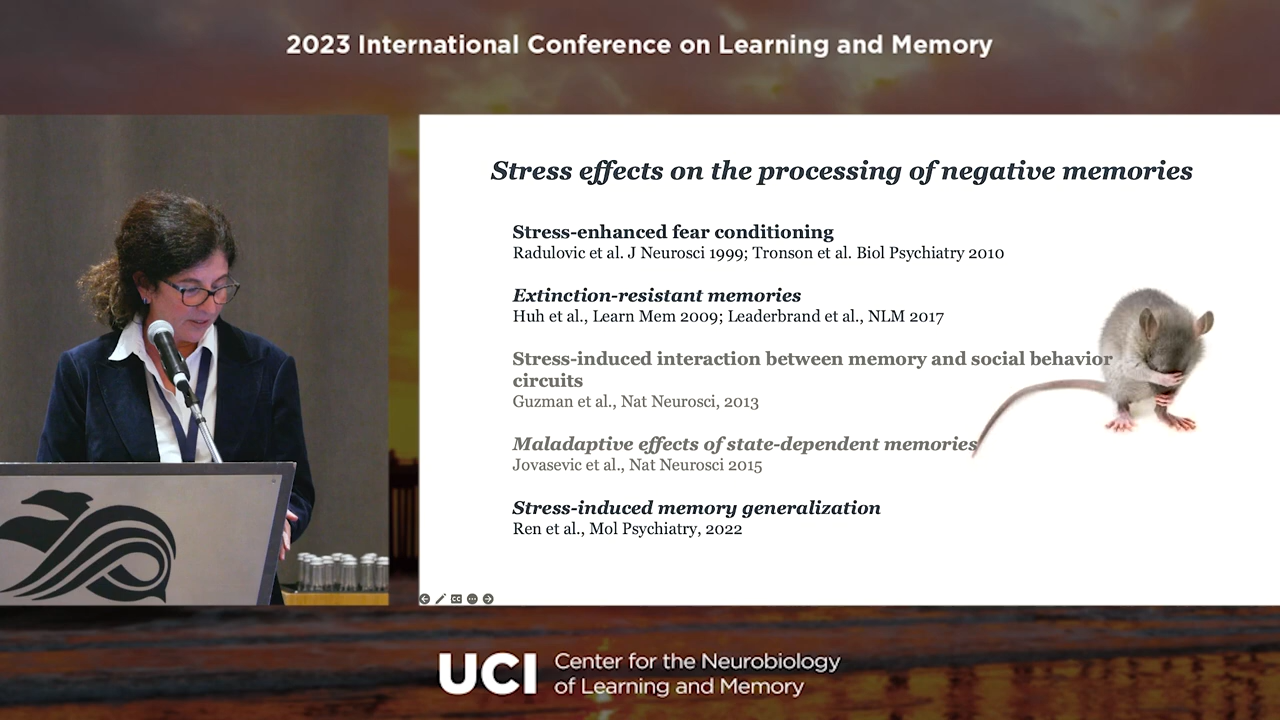 2023 International Conference on Learning and Memory
Stress effects on the processing of negative memories
Stress-enhanced fear conditioning
Radulovic et al. J Neurosci 1999; Tronson et al. Biol Psychiatry 2010
Extinction-resistant memories
Huh et al., Learn Mem 2009; Leaderbrand et al., NLM 2017
Stress-induced interaction between memory and social behavior
circuits
Guzman et al., Nat Neurosci, 2013
Maladaptive effects of state-dependent memories
Jovasevic et al., Nat Neurosci 2015
Stress-induced memory generalization
Ren et al., Mol Psychiatry, 2022
UCI Center for the Neurobiology
of Learning and Memory